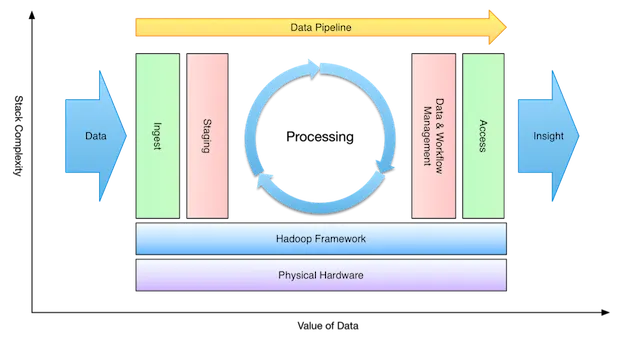 Data Pipeline
Stack Complexity
Data
Ingest
Staging
Processing
Data & Workflow
Management
Access
Insight
Hadoop Framework
Physical Hardware
Value of Data